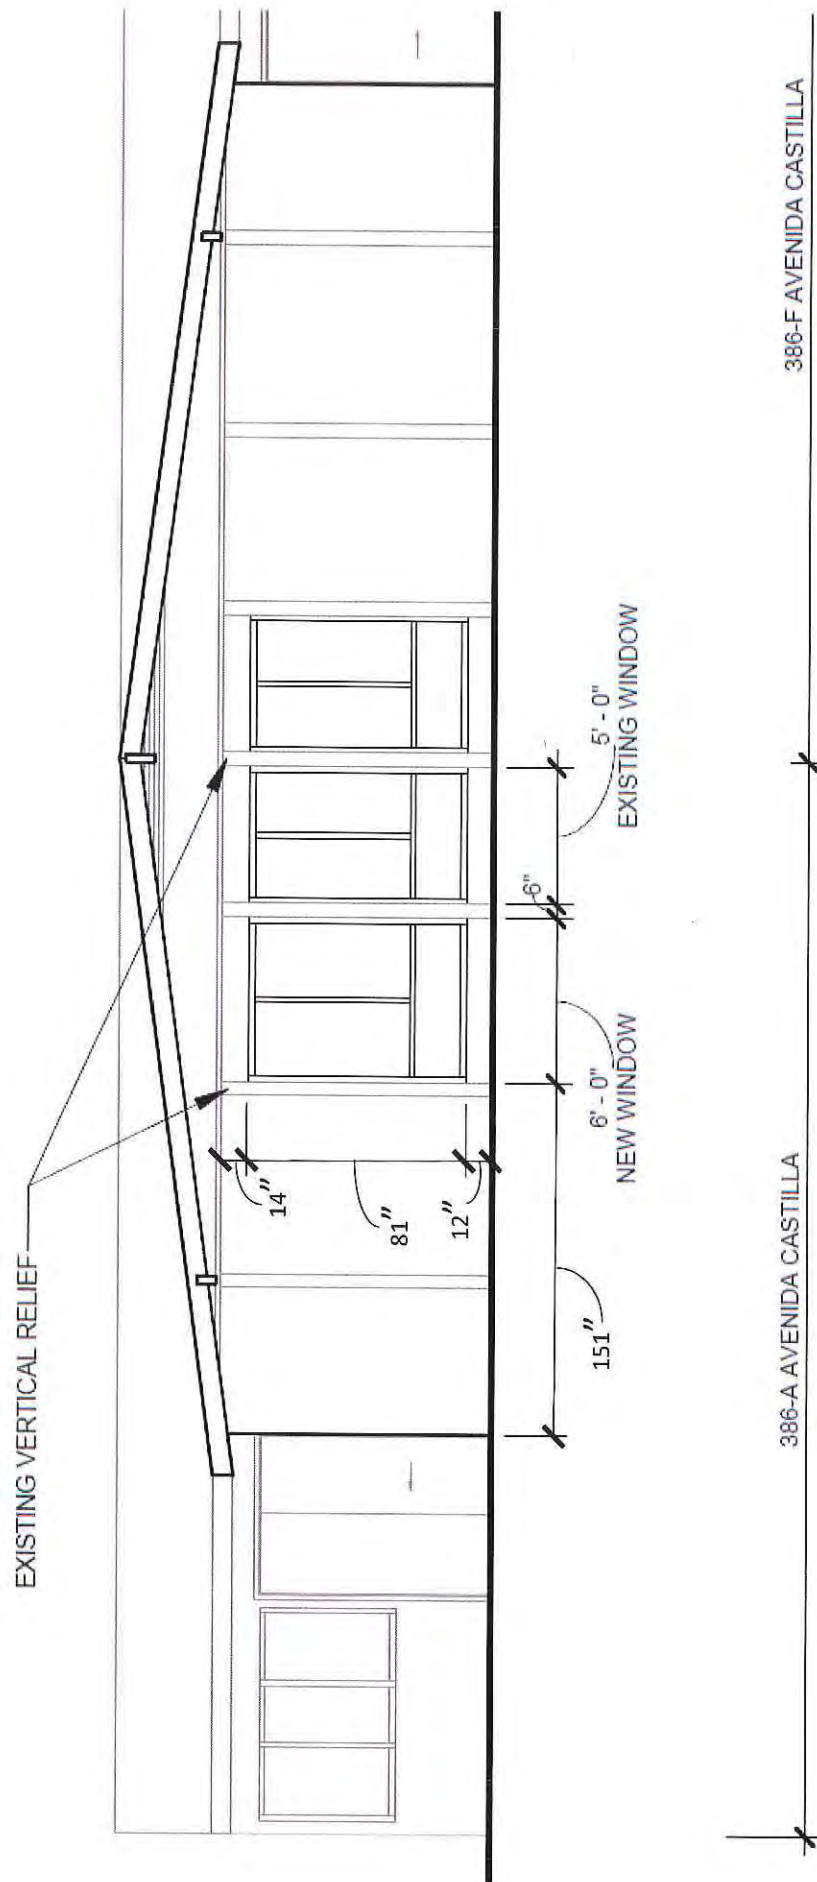 EXISTING VERTICAL RELIEF
14"
81"
12"
151"
6' - 0"
NEW WINDOW
6"
5' - 0"
EXISTING WINDOW
386-A AVENIDA CASTILLA
386-F AVENIDA CASTILLA